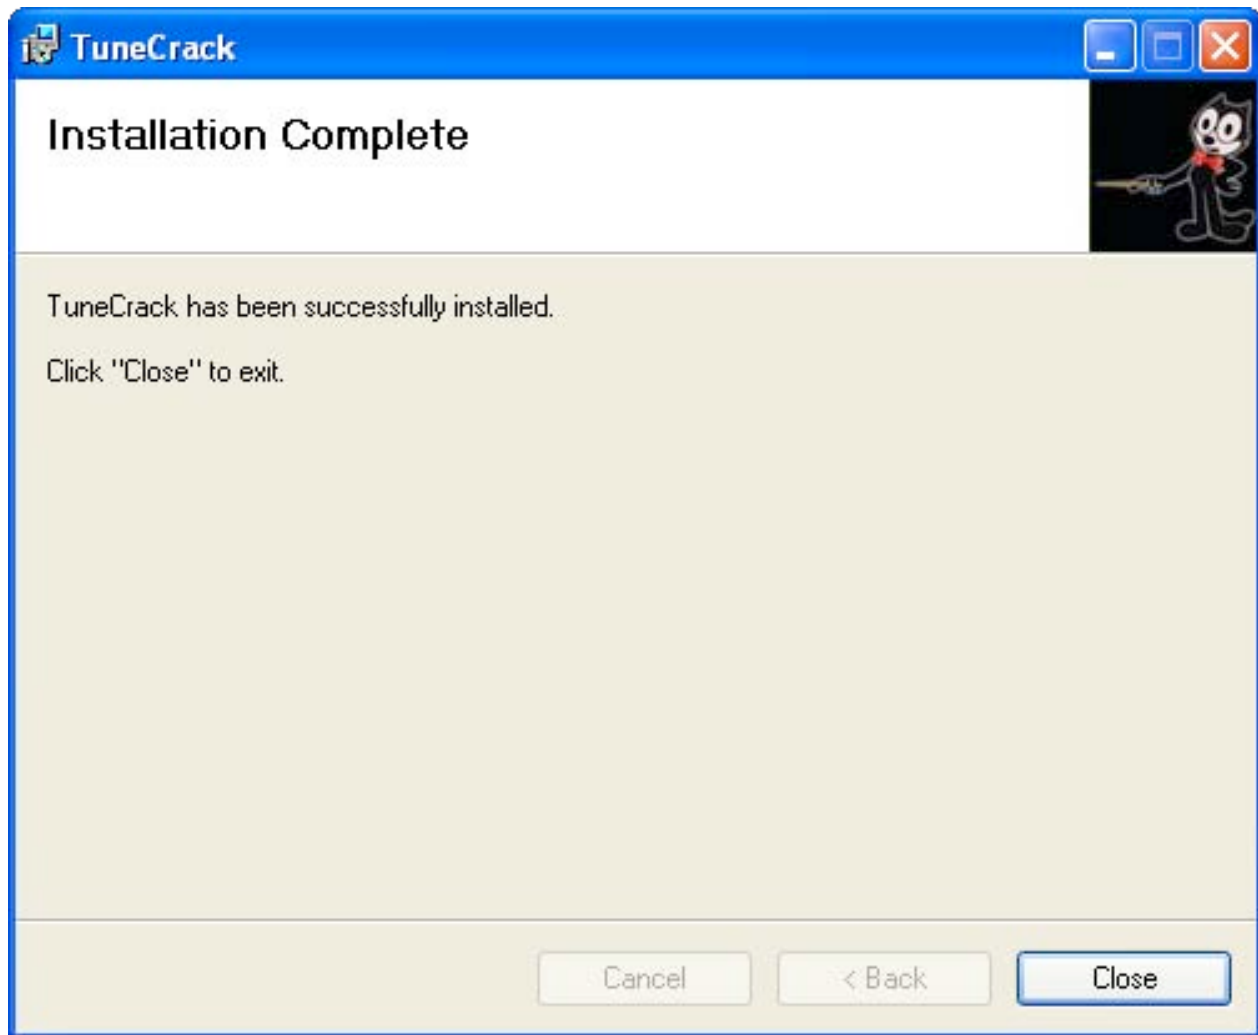 TuneCrack
Installation Complete
TuneCrack has been successfully installed.
Click "Close" to exit.
Cancel
< Back
Close